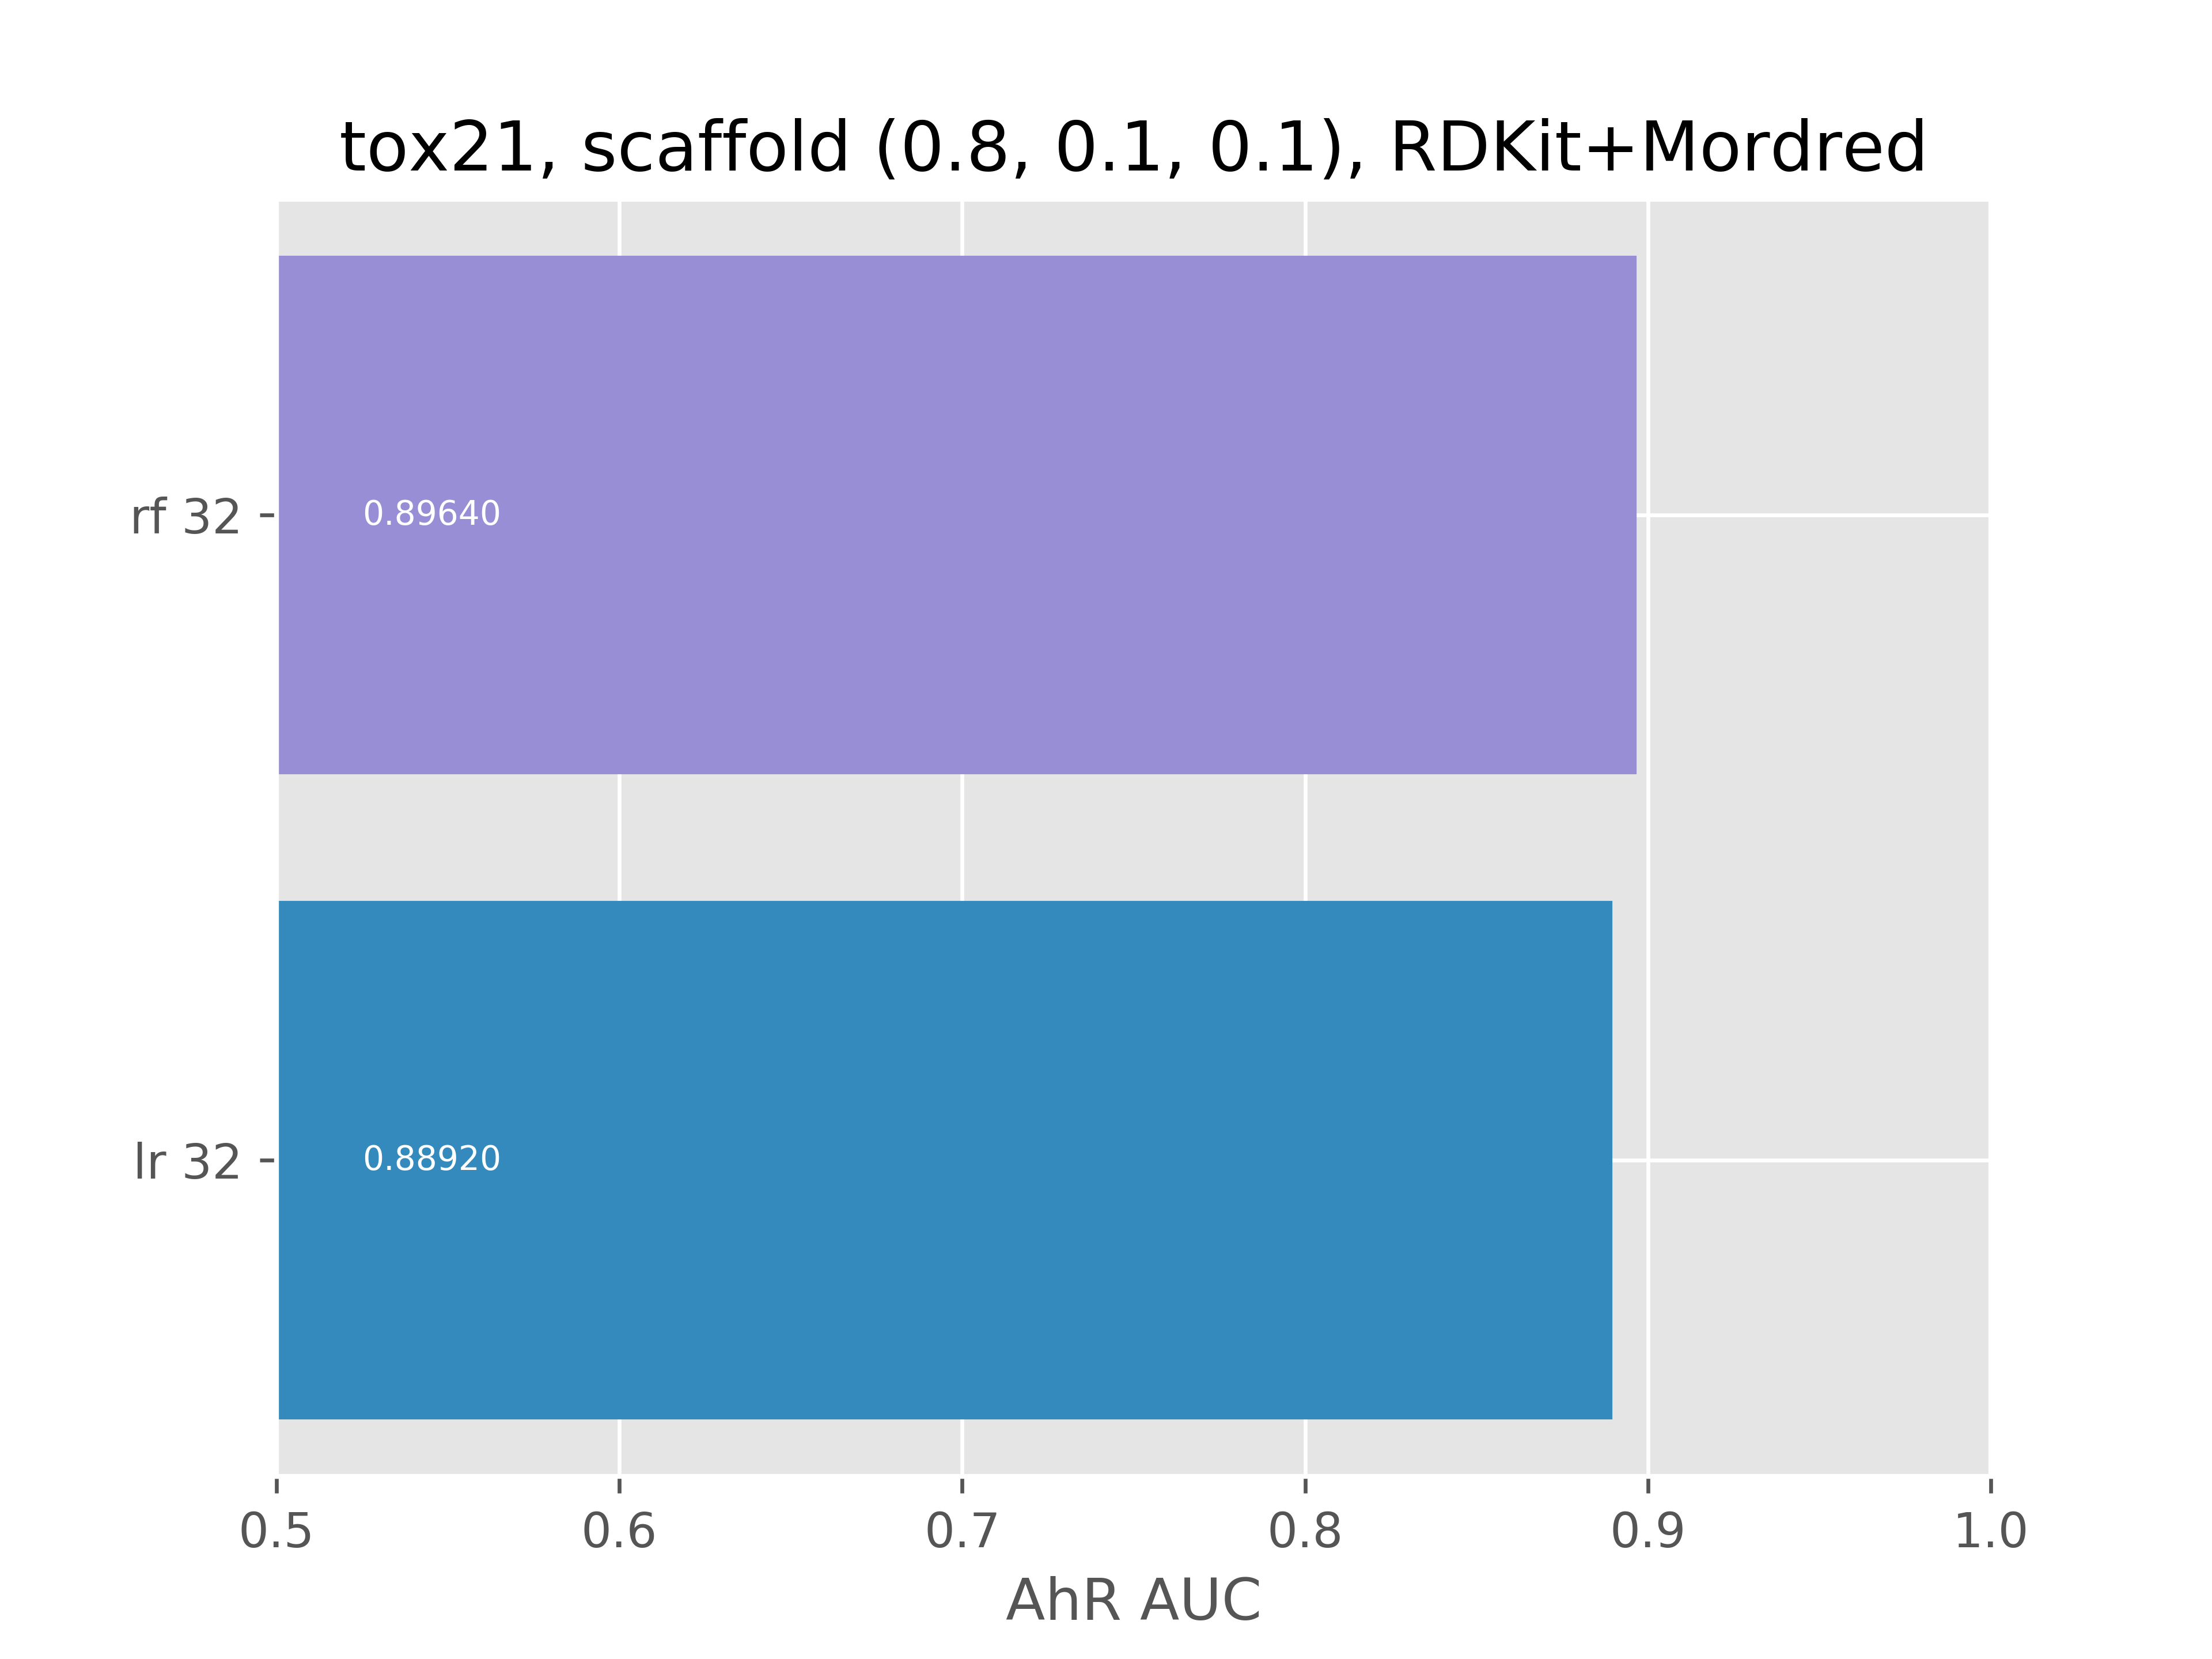 tox21, scaffold (0.8, 0.1, 0.1), RDKit+Mordred
rf 32
0.89640
lr 32
0.88920
0.5 0.6 0.7 0.8 0.9 1.0
AhR AUC